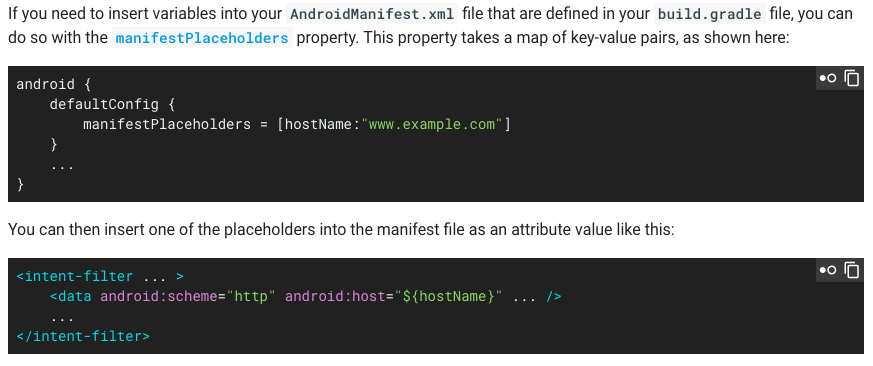 If you need to insert variables into your AndroidManifest.xml file that are defined in your build.gradle file, you can
do so with the manifestPlaceholders property. This property takes a map of key-value pairs, as shown here:
android {
    defaultConfig {
        manifestPlaceholders = [hostName:"www.example.com"]
    }
    ...
}
You can then insert one of the placeholders into the manifest file as an attribute value like this:
<intent-filter ... >
    <data android:scheme="http" android:host="${hostName}" ... />
    ...
</intent-filter>